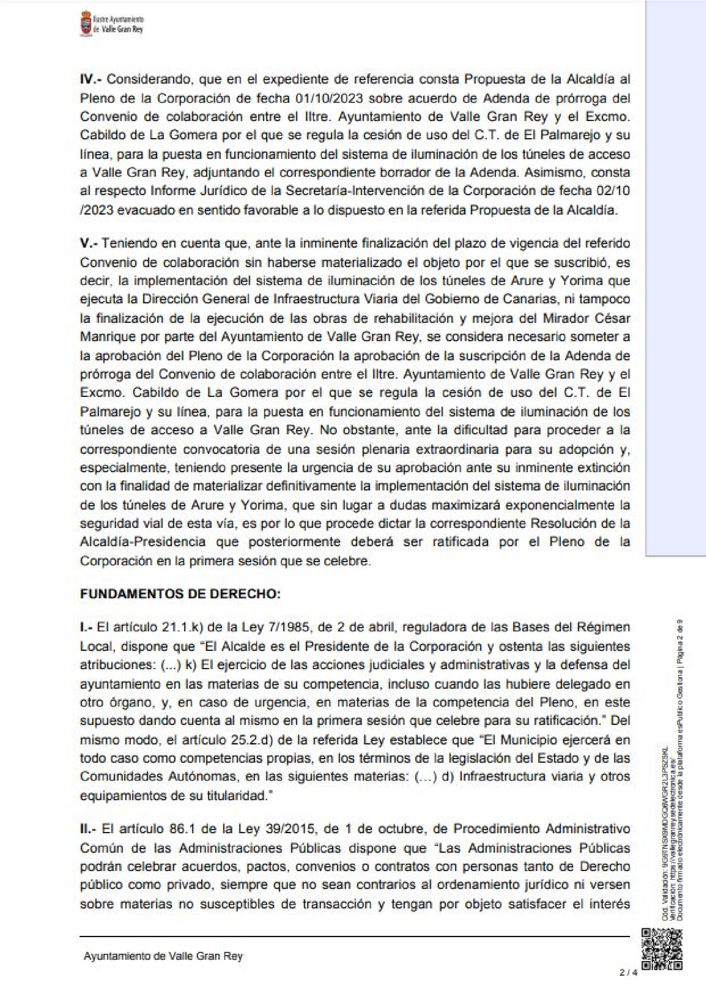 Ilustre Ayuntamiento
de Valle Gran Rey
IV.- Considerando, que en el expediente de referencia consta Propuesta de la Alcaldía al
Pleno de la Corporación de fecha 01/10/2023 sobre acuerdo de Adenda de prórroga del
Convenio de colaboración entre el Iltre. Ayuntamiento de Valle Gran Rey y el Excmo.
Cabildo de La Gomera por el que se regula la cesión de uso del C.T. de El Palmarejo y su
línea, para la puesta en funcionamiento del sistema de iluminación de los túneles de acceso
a Valle Gran Rey, adjuntando el correspondiente borrador de la Adenda. Asimismo, consta
al respecto Informe Jurídico de la Secretaría-Intervención de la Corporación de fecha 02/10
/2023 evacuado en sentido favorable a lo dispuesto en la referida Propuesta de la Alcaldía.
V.- Teniendo en cuenta que, ante la inminente finalización del plazo de vigencia del referido
Convenio de colaboración sin haberse materializado el objeto por el que se suscribió, es
decir, la implementación del sistema de iluminación de los túneles de Arure y Yorima que
ejecuta la Dirección General de Infraestructura Viaria del Gobierno de Canarias, ni tampoco
la finalización de la ejecución de las obras de rehabilitación y mejora del Mirador César
Manrique por parte del Ayuntamiento de Valle Gran Rey, se considera necesario someter a
la aprobación del Pleno de la Corporación la aprobación de la suscripción de la Adenda de
prórroga del Convenio de colaboración entre el Iltre. Ayuntamiento de Valle Gran Rey y el
Excmo. Cabildo de La Gomera por el que se regula la cesión de uso del C.T. de El
Palmarejo y su línea, para la puesta en funcionamiento del sistema de iluminación de los
túneles de acceso a Valle Gran Rey. No obstante, ante la dificultad para proceder a la
correspondiente convocatoria de una sesión plenaria extraordinaria para su adopción y,
especialmente, teniendo presente la urgencia de su aprobación ante su inminente extinción
con la finalidad de materializar definitivamente la implementación del sistema de iluminación
de los túneles de Arure y Yorima, que sin lugar a dudas maximizará exponencialmente la
seguridad vial de esta vía, es por lo que procede dictar la correspondiente Resolución de la
Alcaldía-Presidencia que posteriormente deberá ser ratificada por el Pleno de la
Corporación en la primera sesión que se celebre.
FUNDAMENTOS DE DERECHO:
I.- El artículo 21.1.k) de la Ley 7/1985, de 2 de abril, reguladora de las Bases del Régimen
Local, dispone que “El Alcalde es el Presidente de la Corporación y ostenta las siguientes
atribuciones: (...) k) El ejercicio de las acciones judiciales y administrativas y la defensa del
ayuntamiento en las materias de su competencia, incluso cuando las hubiere delegado en
otro órgano, y, en caso de urgencia, en materias de la competencia del Pleno, en este
supuesto dando cuenta al mismo en la primera sesión que celebre para su ratificación.” Del
mismo modo, el artículo 25.2.d) de la referida Ley establece que “El Municipio ejercerá en
todo caso como competencias propias, en los términos de la legislación del Estado y de las
Comunidades Autónomas, en las siguientes materias: (...) d) Infraestructura viaria y otros
equipamientos de su titularidad.”
II.- El artículo 86.1 de la Ley 39/2015, de 1 de octubre, de Procedimiento Administrativo
Común de las Administraciones Públicas dispone que “Las Administraciones Públicas
podrán celebrar acuerdos, pactos, convenios o contratos con personas tanto de Derecho
público como privado, siempre que no sean contrarios al ordenamiento jurídico ni versen
sobre materias no susceptibles de transacción y tengan por objeto satisfacer el interés
Ayuntamiento de Valle Gran Rey
2 / 4
Cód. Validación:
Verificación: https://vallegranrey.sedelectronica.es/
Documento firmado electrónicamente desde la plataforma esPublico Gestiona | Página 2 de 9